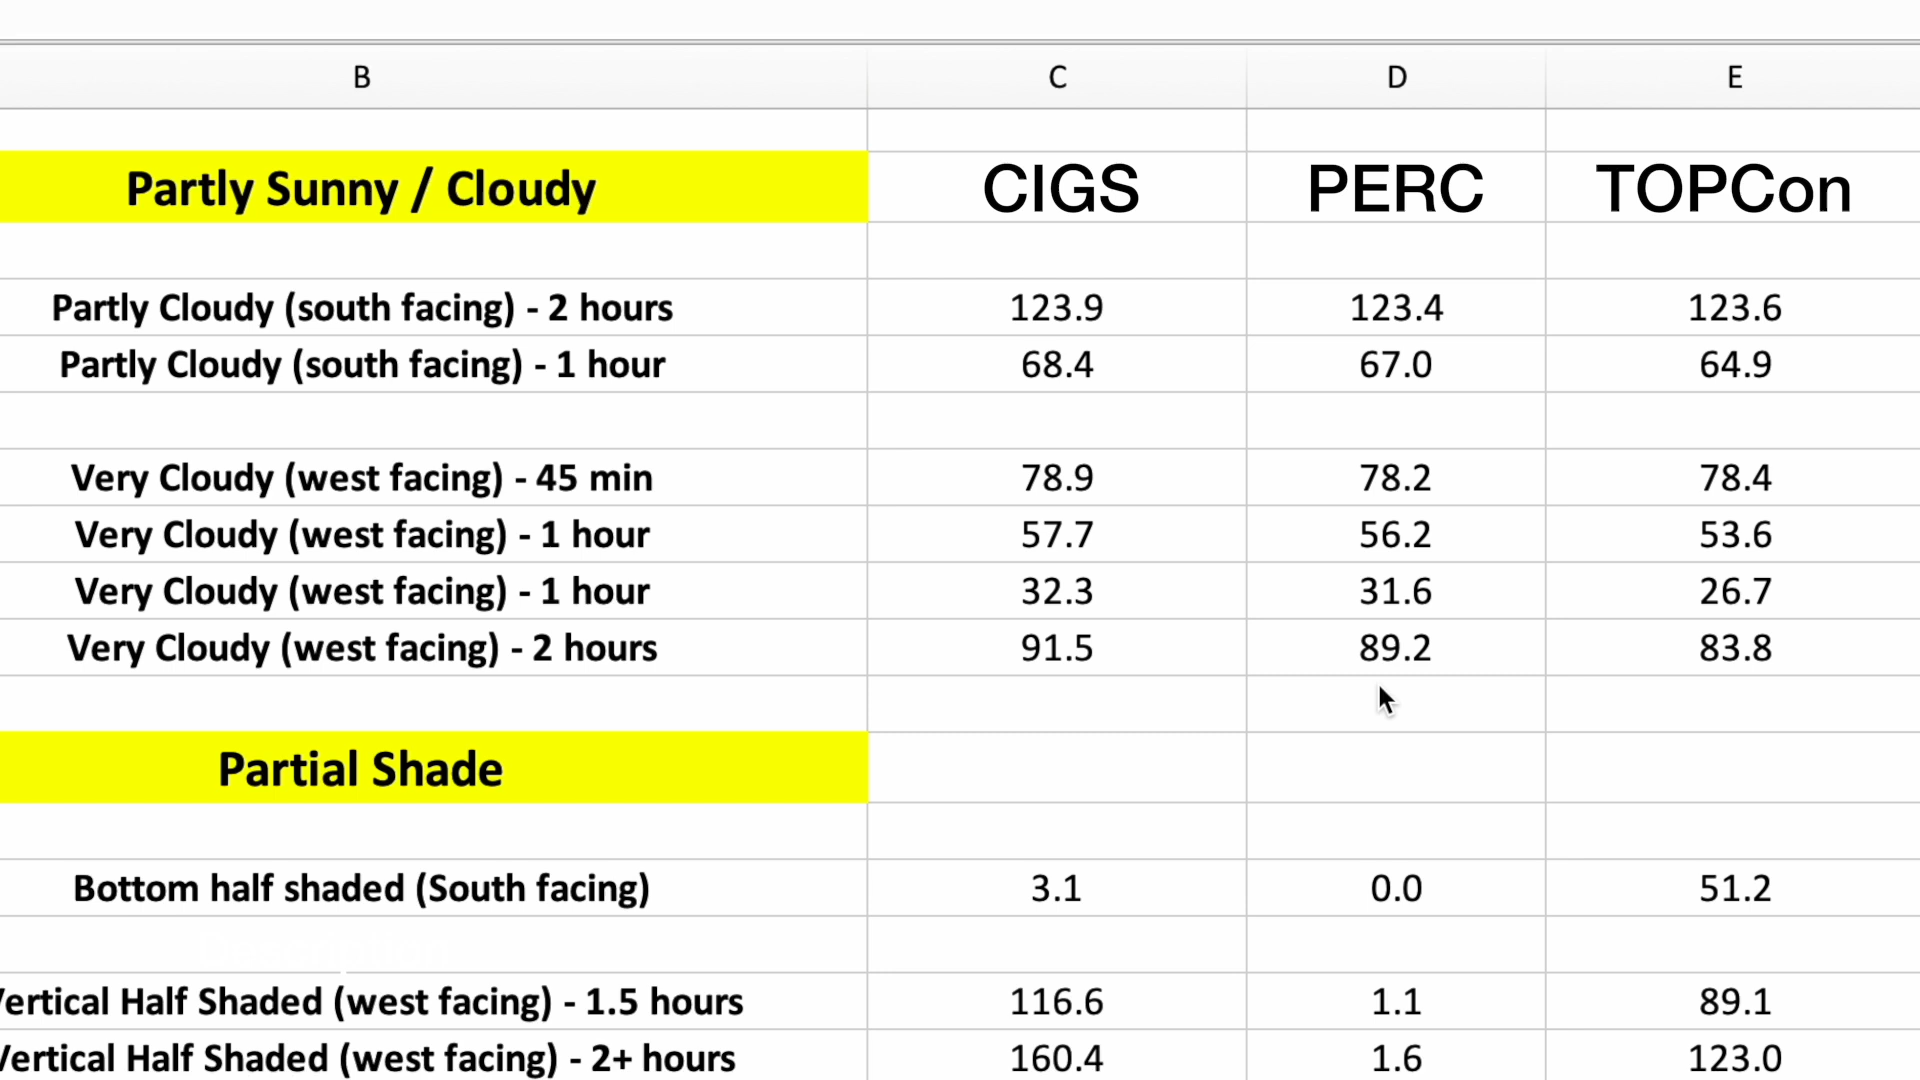 B C D E
Partly Sunny / Cloudy CIGS PERC TOPCon
Partly Cloudy (south facing) - 2 hours 123.9 123.4 123.6
Partly Cloudy (south facing) - 1 hour 68.4 67.0 64.9
Very Cloudy (west facing) - 45 min 78.9 78.2 78.4
Very Cloudy (west facing) - 1 hour 57.7 56.2 53.6
Very Cloudy (west facing) - 1 hour 32.3 31.6 26.7
Very Cloudy (west facing) - 2 hours 91.5 89.2 83.8
Partial Shade
Bottom half shaded (South facing) 3.1 0.0 51.2
Vertical Half Shaded (west facing) - 1.5 hours 116.6 1.1 89.1
Vertical Half Shaded (west facing) - 2+ hours 160.4 1.6 123.0